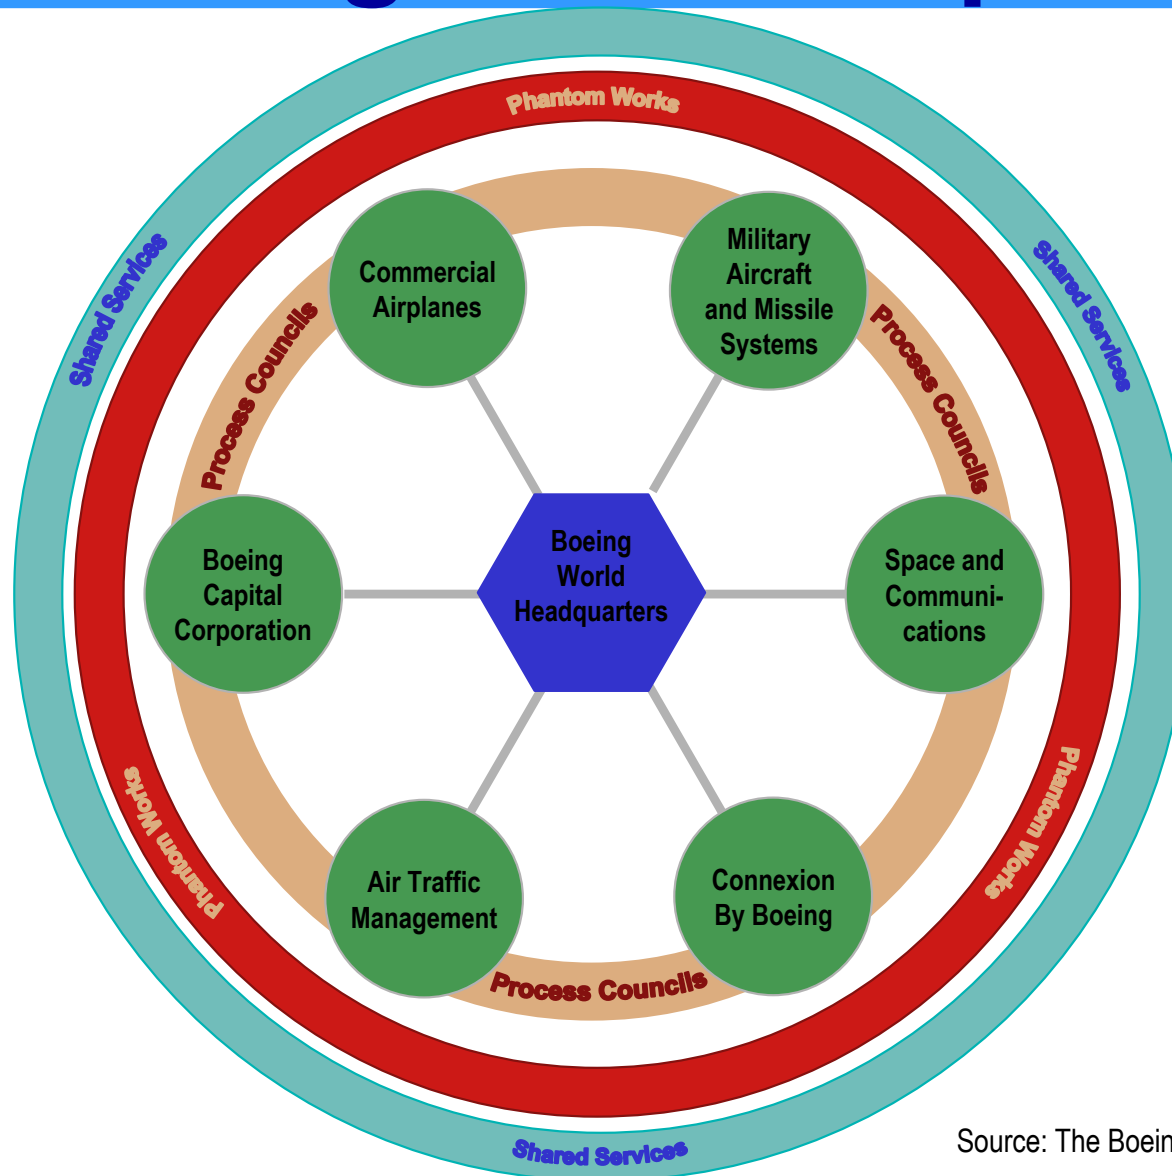 Phantom Works
Shared Services
Shared Services
Commercial
Airplanes
Military
Aircraft
and Missile
Systems
Process Councils
Process Councils
Boeing
Capital
Corporation
Boeing
World
Headquarters
Space and
Communi-
cations
Phantom Works
Phantom Works
Air Traffic
Management
Connexion
By Boeing
Process Councils
Shared Services
Source: The